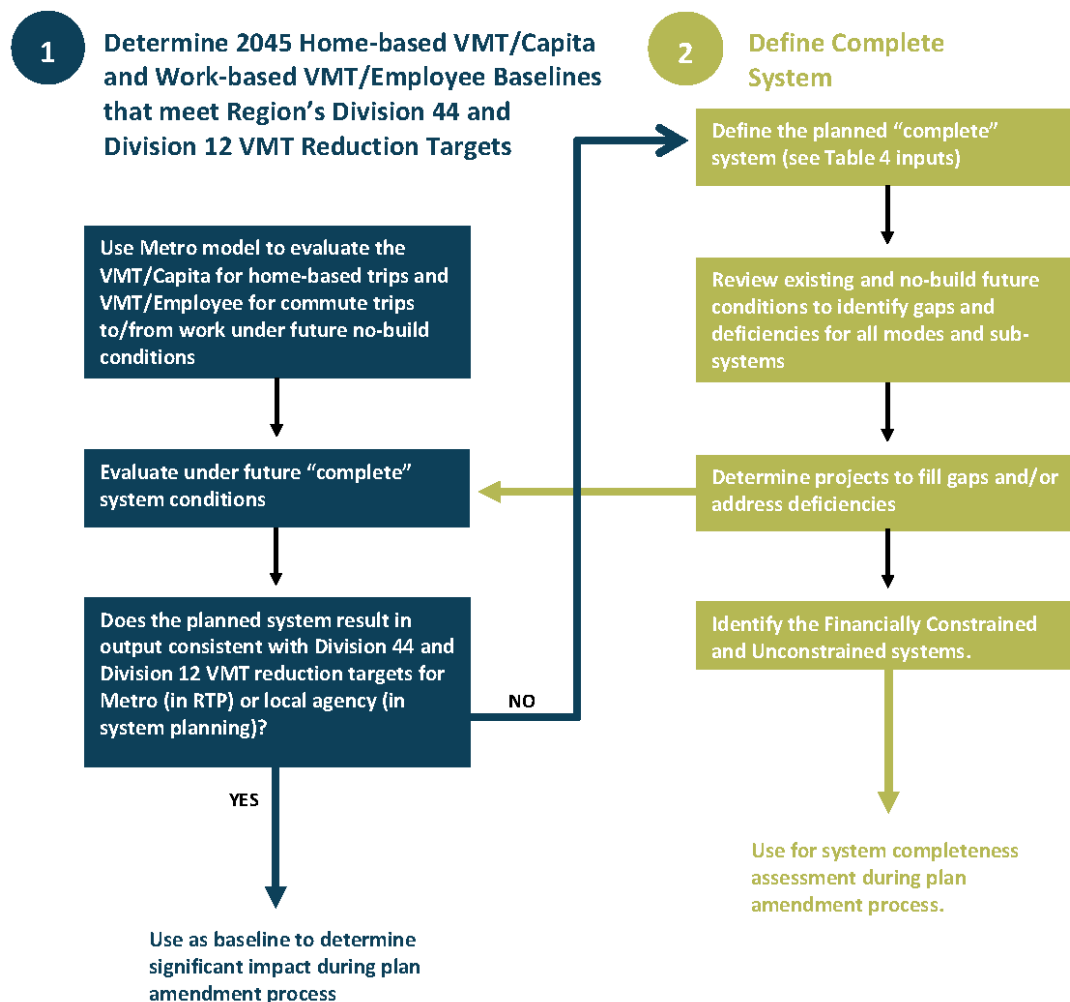 1
Determine 2045 Home-based VMT/Capita
and Work-based VMT/Employee Baselines
that meet Region's Division 44 and
Division 12 VMT Reduction Targets
Use Metro model to evaluate the
VMT/Capita for home-based trips and
VMT/Employee for commute trips
to/from work under future no-build
conditions
Evaluate under future “complete”
system conditions
Does the planned system result in
output consistent with Division 44 and
Division 12 VMT reduction targets for
Metro (in RTP) or local agency (in
system planning)?
NO
YES
Use as baseline to determine
significant impact during plan
amendment process
2
Define Complete
System
Define the planned “complete”
system (see Table 4 inputs)
Review existing and no-build future
conditions to identify gaps and
deficiencies for all modes and sub-
systems
Determine projects to fill gaps and/or
address deficiencies
Identify the Financially Constrained
and Unconstrained systems.
Use for system completeness
assessment during plan
amendment process.